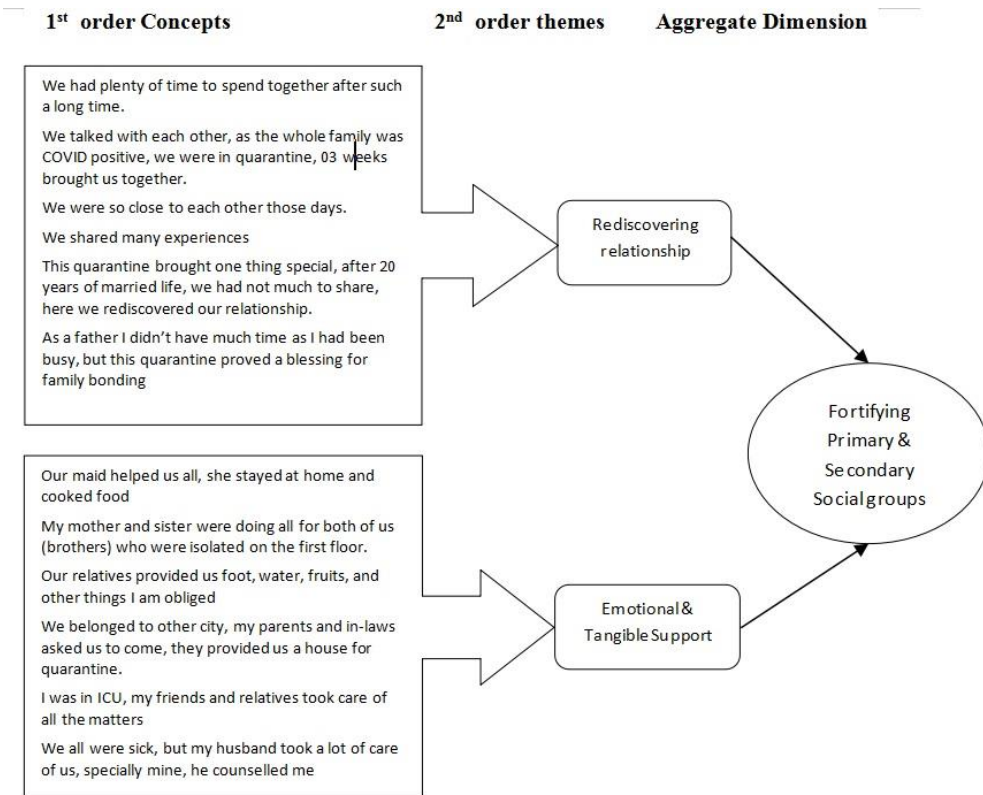 1st order Concepts
2nd order themes
Aggregate Dimension
We had plenty of time to spend together after such
a long time.
We talked with each other, as the whole family was
COVID positive, we were in quarantine, 03 weeks
brought us together.
We were so close to each other those days.
We shared many experiences
This quarantine brought one thing special, after 20
years of married life, we had not much to share,
here we rediscovered our relationship.
As a father I didn't have much time as I had been
busy, but this quarantine proved a blessing for
family bonding
Rediscovering
relationship
Our maid helped us all, she stayed at home and
cooked food
My mother and sister were doing all for both of us
(brothers) who were isolated on the first floor.
Our relatives provided us foot, water, fruits, and
other things I am obliged
We belonged to other city, my parents and in-laws
asked us to come, they provided us a house for
quarantine.
I was in ICU, my friends and relatives took care of
all the matters
We all were sick, but my husband took a lot of care
of us, specially mine, he counselled me
Emotional &
Tangible Support
Fortifying
Primary &
Secondary
Social groups